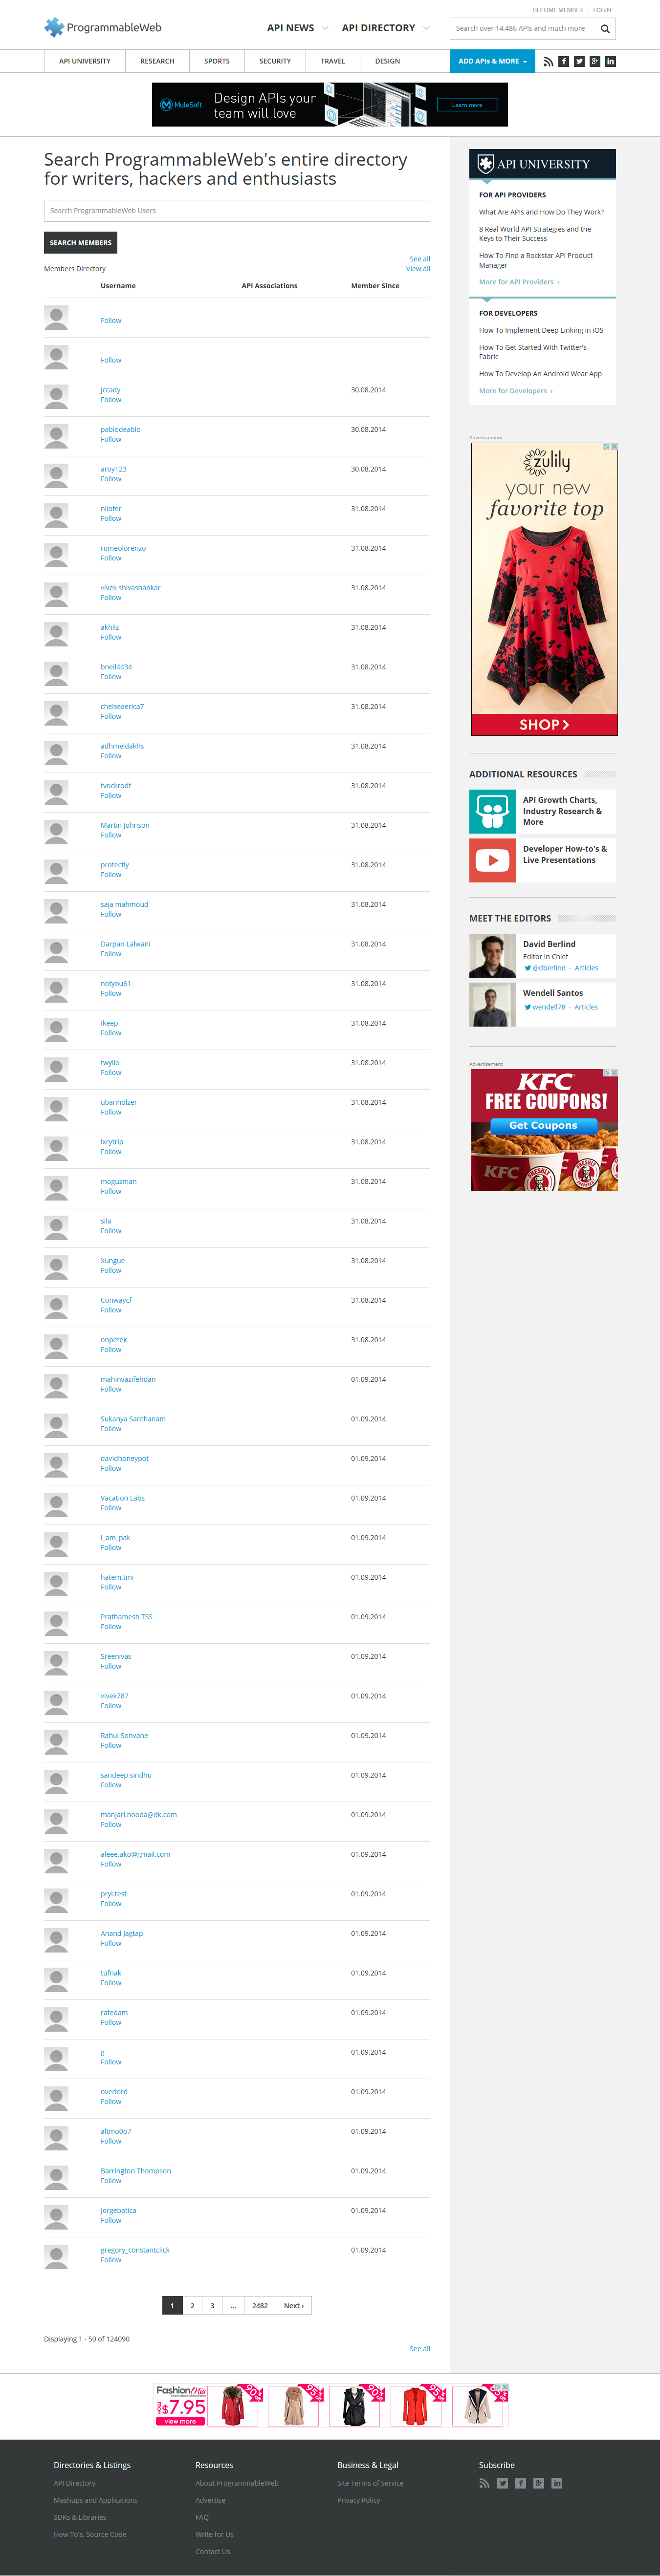 BECOME MEMBER | LOGIN
ProgrammableWeb
API NEWS
API DIRECTORY
Search over 14,486 APIs and much more
API UNIVERSITY
RESEARCH
SPORTS
SECURITY
TRAVEL
DESIGN
ADD APIs & MORE
MuleSoft
Design APIs your
team will love
Learn more
Search ProgrammableWeb's entire directory
for writers, hackers and enthusiasts
Search ProgrammableWeb Users
SEARCH MEMBERS
See all
Members Directory
View all
Username API Associations Member Since
Follow
Follow
jccady 30.08.2014
Follow
pablodeablo 30.08.2014
Follow
aroy123 30.08.2014
Follow
nilofer 31.08.2014
Follow
romeolorenzo 31.08.2014
Follow
vivek shivashankar 31.08.2014
Follow
akhilz 31.08.2014
Follow
bneil4434 31.08.2014
Follow
chelseaerica7 31.08.2014
Follow
adhmeldakhs 31.08.2014
Follow
tvockrodt 31.08.2014
Follow
Martin Johnson 31.08.2014
Follow
protectly 31.08.2014
Follow
saja mahmoud 31.08.2014
Follow
Darpan Lalwani 31.08.2014
Follow
notyou61 31.08.2014
Follow
ikeep 31.08.2014
Follow
twyllo 31.08.2014
Follow
ubanholzer 31.08.2014
Follow
31.08.2014
Follow
moguzman 31.08.2014
Follow
sila 31.08.2014
Follow
Xungue 31.08.2014
Follow
Conwaycf 31.08.2014
Follow
onpetek 31.08.2014
Follow
mahinvazifehdan 01.09.2014
Follow
Sukanya Santhanam 01.09.2014
Follow
davidhoneypot 01.09.2014
Follow
Vacation Labs 01.09.2014
Follow
i_am_pak 01.09.2014
Follow
hatem.tmi 01.09.2014
Follow
Prathamesh TSS 01.09.2014
Follow
Sreenivas 01.09.2014
Follow
vivek787 01.09.2014
Follow
Rahul Sonvane 01.09.2014
Follow
sandeep sindhu 01.09.2014
Follow
manjari.hooda@dk.com 01.09.2014
Follow
aleee.ako@gmail.com 01.09.2014
Follow
pryl.test 01.09.2014
Follow
Anand Jagtap 01.09.2014
Follow
tufnak 01.09.2014
Follow
ratedam 01.09.2014
Follow
g 01.09.2014
Follow
overlord 01.09.2014
Follow
altmo0o7 01.09.2014
Follow
Barrington Thompson 01.09.2014
Follow
Jorgebatica 01.09.2014
Follow
gregory_constantclick 01.09.2014
Follow
1 2 3 ... 2482 Next ›
Displaying 1 - 50 of 124090
See all
API UNIVERSITY
FOR API PROVIDERS
What Are APIs and How Do They Work?
8 Real World API Strategies and the
Keys to Their Success
How To Find a Rockstar API Product
Manager
More for API Providers ›
FOR DEVELOPERS
How To Implement Deep Linking in iOS
How To Get Started With Twitter's
Fabric
How To Develop An Android Wear App
More for Developers ›
Advertisement
zulily
your new
favorite top
SHOP
ADDITIONAL RESOURCES
API Growth Charts,
Industry Research &
More
Developer How-to's &
Live Presentations
MEET THE EDITORS
David Berlind
Editor in Chief
@dberlind · Articles
Wendell Santos
wendell78 · Articles
Advertisement
KFC
FREE COUPONS!
Get Coupons
KFC
FRESHLY
FRESHLY
FashionMia
FROM $7.95
view more
Directories & Listings
API Directory
Mashups and Applications
SDKs & Libraries
How To's, Source Code
Resources
About ProgrammableWeb
Advertise
FAQ
Write for Us
Contact Us
Business & Legal
Site Terms of Service
Privacy Policy
Subscribe